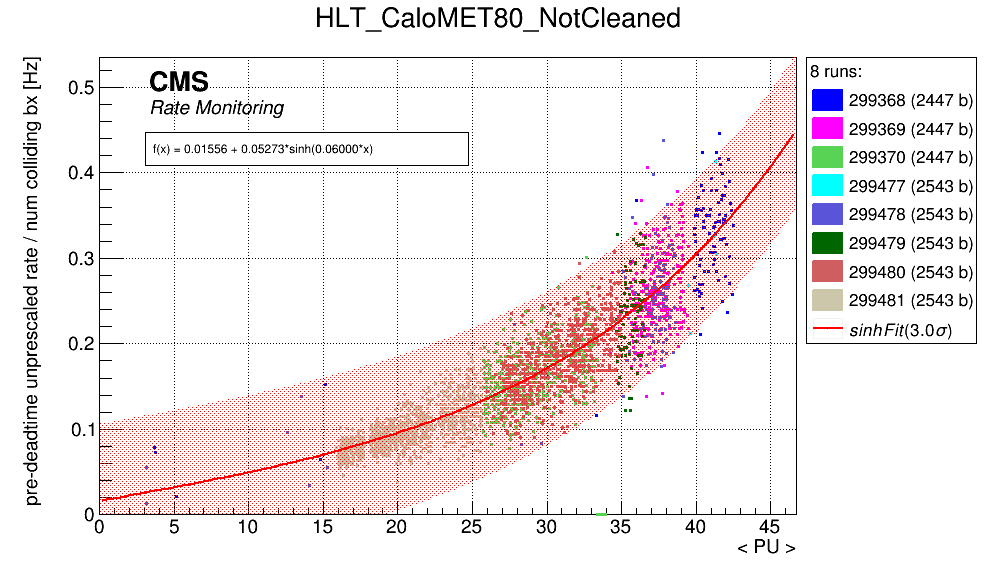 HLT_CaloMET80_NotCleaned
pre-deadtime unprescaled rate / num colliding bx [Hz]
CMS
Rate Monitoring
f(x) = 0.01556 + 0.05273*sinh(0.06000*x)
0.5
0.4
0.3
0.2
0.1
0
0 5 10 15 20 25 30 35 40 45
< PU >
8 runs:
299368 (2447 b)
299369 (2447 b)
299370 (2447 b)
299477 (2543 b)
299478 (2543 b)
299479 (2543 b)
299480 (2543 b)
299481 (2543 b)
sinhFit(3.0σ)